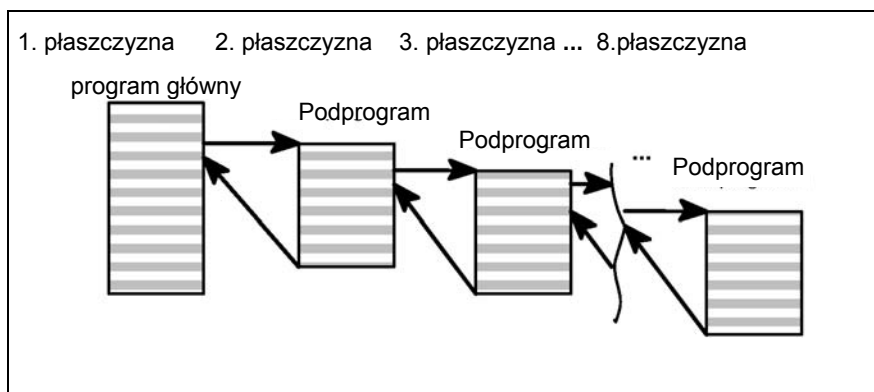 1. płaszczyzna 2. płaszczyzna 3. płaszczyzna ... 8.płaszczyzna
program główny
Podprogram
Podprogram
...
Podprogram